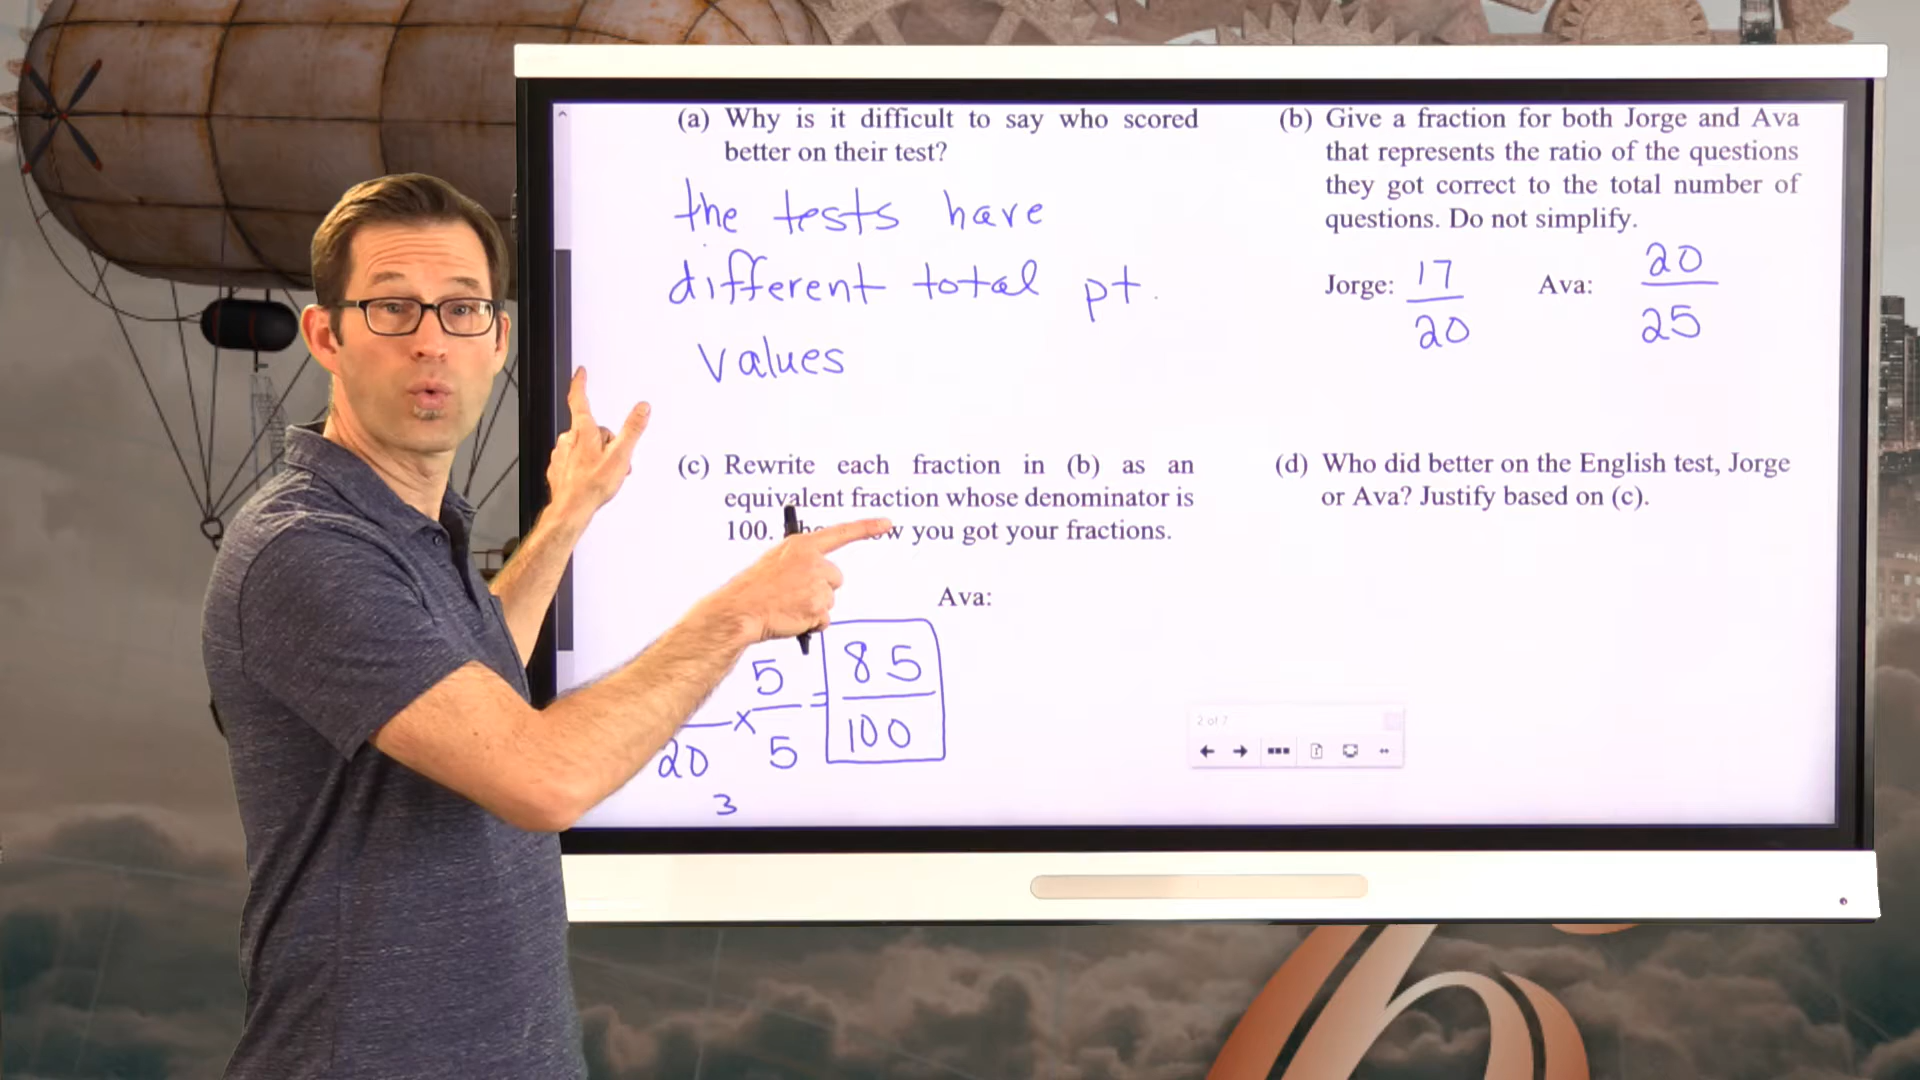 (a) Why is it difficult to say who scored
better on their test?
the tests have
different total pt.
values
(b) Give a fraction for both Jorge and Ava
that represents the ratio of the questions
they got correct to the total number of
questions. Do not simplify.
Jorge: 17/20 Ava: 20/25
(c) Rewrite each fraction in (b) as an
equivalent fraction whose denominator is
100. you got your fractions.
Ava:
20 × 5/5 = 85/100
3
(d) Who did better on the English test, Jorge
or Ava? Justify based on (c).
2 of 7